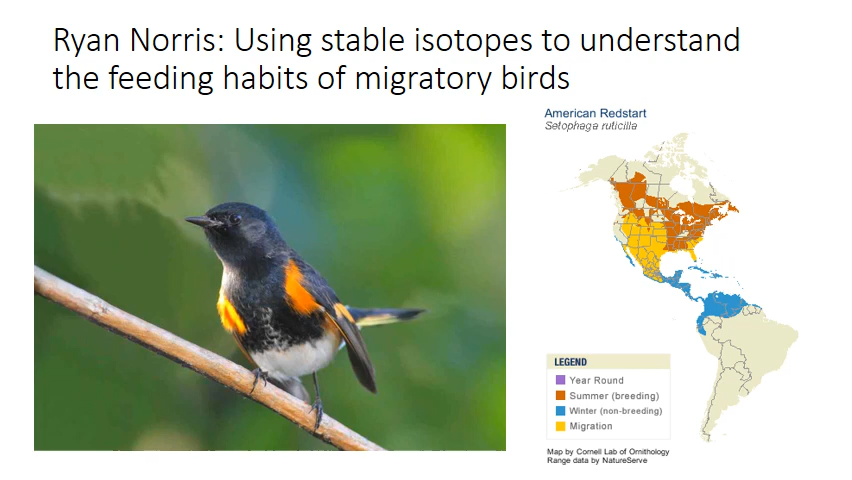 Ryan Norris: Using stable isotopes to understand
the feeding habits of migratory birds
American Redstart
Setophaga ruticilla
LEGEND
Year Round
Summer (breeding)
Winter (non-breeding)
Migration
Map by Cornell Lab of Ornithology
Range data by NatureServe